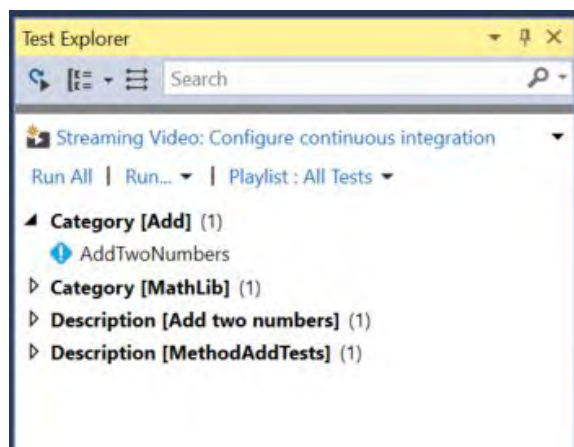 Test Explorer
Search
Streaming Video: Configure continuous integration
Run All | Run... | Playlist : All Tests
Category [Add] (1)
AddTwoNumbers
Category [MathLib] (1)
Description [Add two numbers] (1)
Description [MethodAddTests] (1)